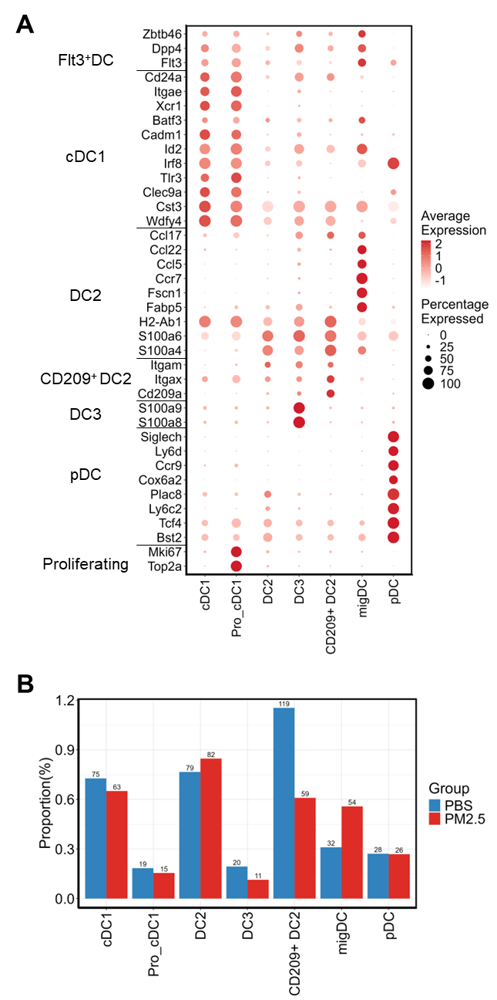 A
Flt3+DC
cDC1
DC2
CD209+ DC2
DC3
pDC
Proliferating
Zbtb46
Dpp4
Flt3
Cd24a
Itgae
Xcr1
Batf3
Cadm1
Id2
Irf8
Tlr3
Clec9a
Cst3
Wdfy4
Ccl17
Ccl22
Ccl5
Ccr7
Fscn1
Fabp5
H2-Ab1
S100a6
S100a4
Itgam
Itgax
Cd209a
S100a9
S100a8
Siglech
Ly6d
Ccr9
Cox6a2
Plac8
Ly6c2
Tcf4
Bst2
Mki67
Top2a
cDC1
Pro_cDC1
DC2
DC3
CD209+ DC2
migDC
pDC
Average
Expression
2
1
0
-1
Percentage
Expressed
0
25
50
75
100
B
Proportion(%)
1.2
0.9
0.6
0.3
0.0
75
63
19
15
79
82
20
11
119
59
32
54
28
26
cDC1
Pro_cDC1
DC2
DC3
CD209+ DC2
migDC
pDC
Group
PBS
PM2.5